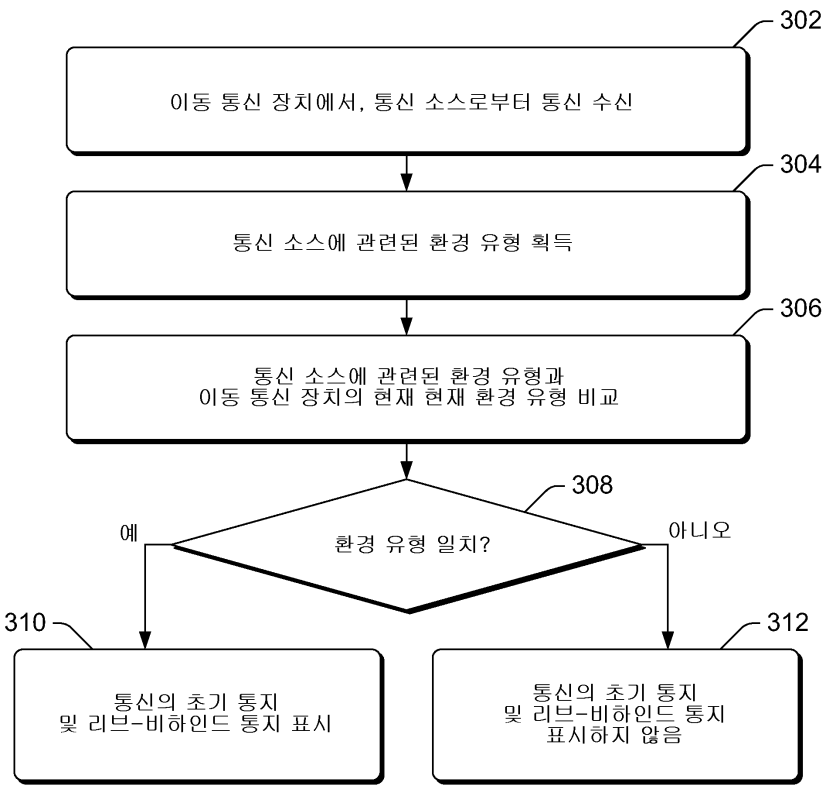 302
이동 통신 장치에서, 통신 소스로부터 통신 수신
304
통신 소스에 관련된 환경 유형 획득
306
통신 소스에 관련된 환경 유형과
이동 통신 장치의 현재 현재 환경 유형 비교
308
환경 유형 일치?
예
아니오
310
통신의 초기 통지
및 리브-비하인드 통지 표시
312
통신의 초기 통지
및 리브-비하인드 통지
표시하지 않음